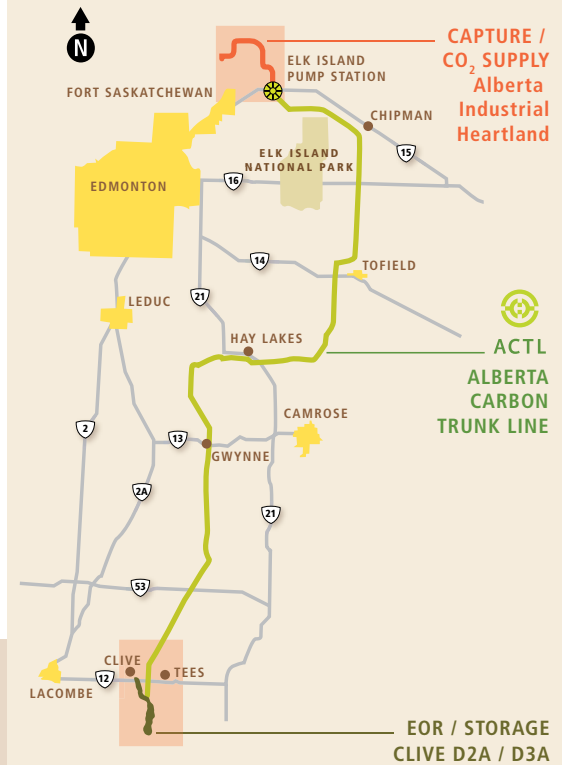 N
CAPTURE /
CO₂ SUPPLY
Alberta
Industrial
Heartland
ELK ISLAND
PUMP STATION
FORT SASKATCHEWAN
CHIPMAN
15
ELK ISLAND
NATIONAL PARK
EDMONTON
16
14
TOFIELD
21
LEDUC
HAY LAKES
ACTL
ALBERTA
CARBON
TRUNK LINE
CAMROSE
2
13
GWYNNE
2A
21
53
CLIVE
TEES
12
LACOMBE
EOR / STORAGE
CLIVE D2A / D3A